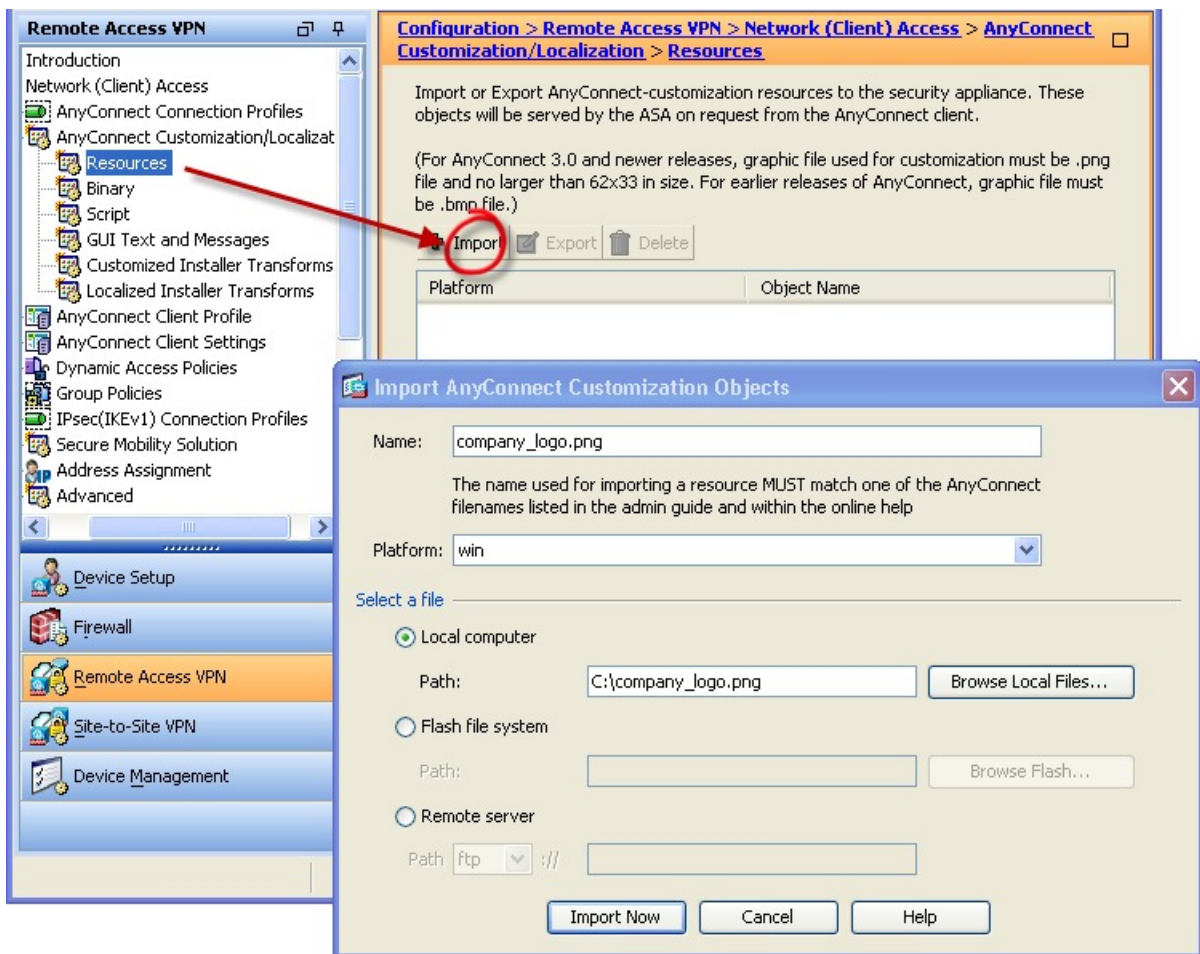 Remote Access VPN
Introduction
Network (Client) Access
AnyConnect Connection Profiles
AnyConnect Customization/Localizat
Resources
Binary
Script
GUI Text and Messages
Customized Installer Transforms
Localized Installer Transforms
AnyConnect Client Profile
AnyConnect Client Settings
Dynamic Access Policies
Group Policies
IPsec(IKEv1) Connection Profiles
Secure Mobility Solution
Address Assignment
Advanced
Device Setup
Firewall
Remote Access VPN
Site-to-Site VPN
Device Management
Configuration > Remote Access VPN > Network (Client) Access > AnyConnect
Customization/Localization > Resources
Import or Export AnyConnect-customization resources to the security appliance. These
objects will be served by the ASA on request from the AnyConnect client.
(For AnyConnect 3.0 and newer releases, graphic file used for customization must be .png
file and no larger than 62x33 in size. For earlier releases of AnyConnect, graphic file must
be .bmp file.)
Import Export Delete
Platform Object Name
Import AnyConnect Customization Objects
Name: company_logo.png
The name used for importing a resource MUST match one of the AnyConnect
filenames listed in the admin guide and within the online help
Platform: win
Select a file
Local computer
Path: C:\company_logo.png Browse Local Files...
Flash file system
Path: Browse Flash...
Remote server
Path ftp ://
Import Now Cancel Help